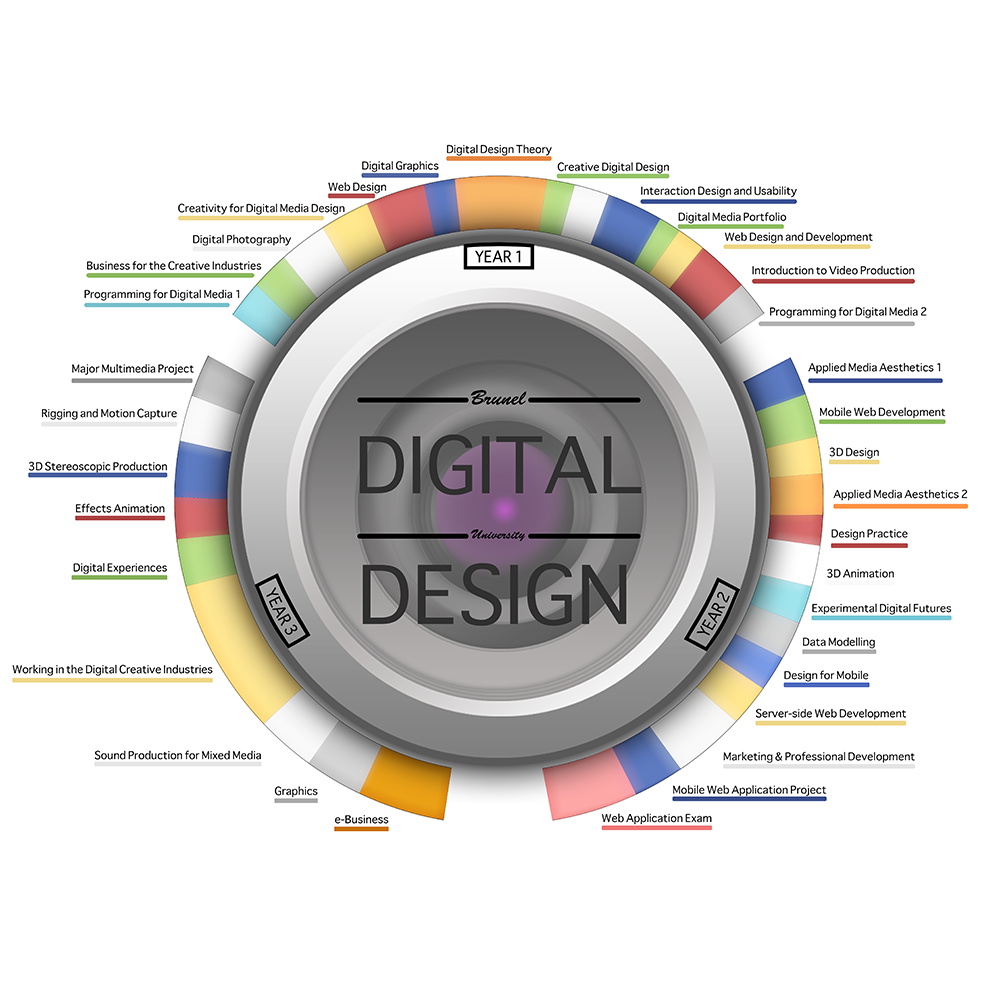 Digital Design Theory
Digital Graphics
Creative Digital Design
Web Design
Interaction Design and Usability
Creativity for Digital Media Design
Digital Media Portfolio
Digital Photography
Web Design and Development
Business for the Creative Industries
Introduction to Video Production
Programming for Digital Media 1
Programming for Digital Media 2
YEAR 1
Major Multimedia Project
Applied Media Aesthetics 1
Rigging and Motion Capture
Mobile Web Development
3D Stereoscopic Production
3D Design
Effects Animation
Applied Media Aesthetics 2
Digital Experiences
Design Practice
3D Animation
Brunel
DIGITAL
University
DESIGN
YEAR 3
YEAR 2
Experimental Digital Futures
Data Modelling
Working in the Digital Creative Industries
Design for Mobile
Server-side Web Development
Sound Production for Mixed Media
Marketing & Professional Development
Graphics
Mobile Web Application Project
e-Business
Web Application Exam